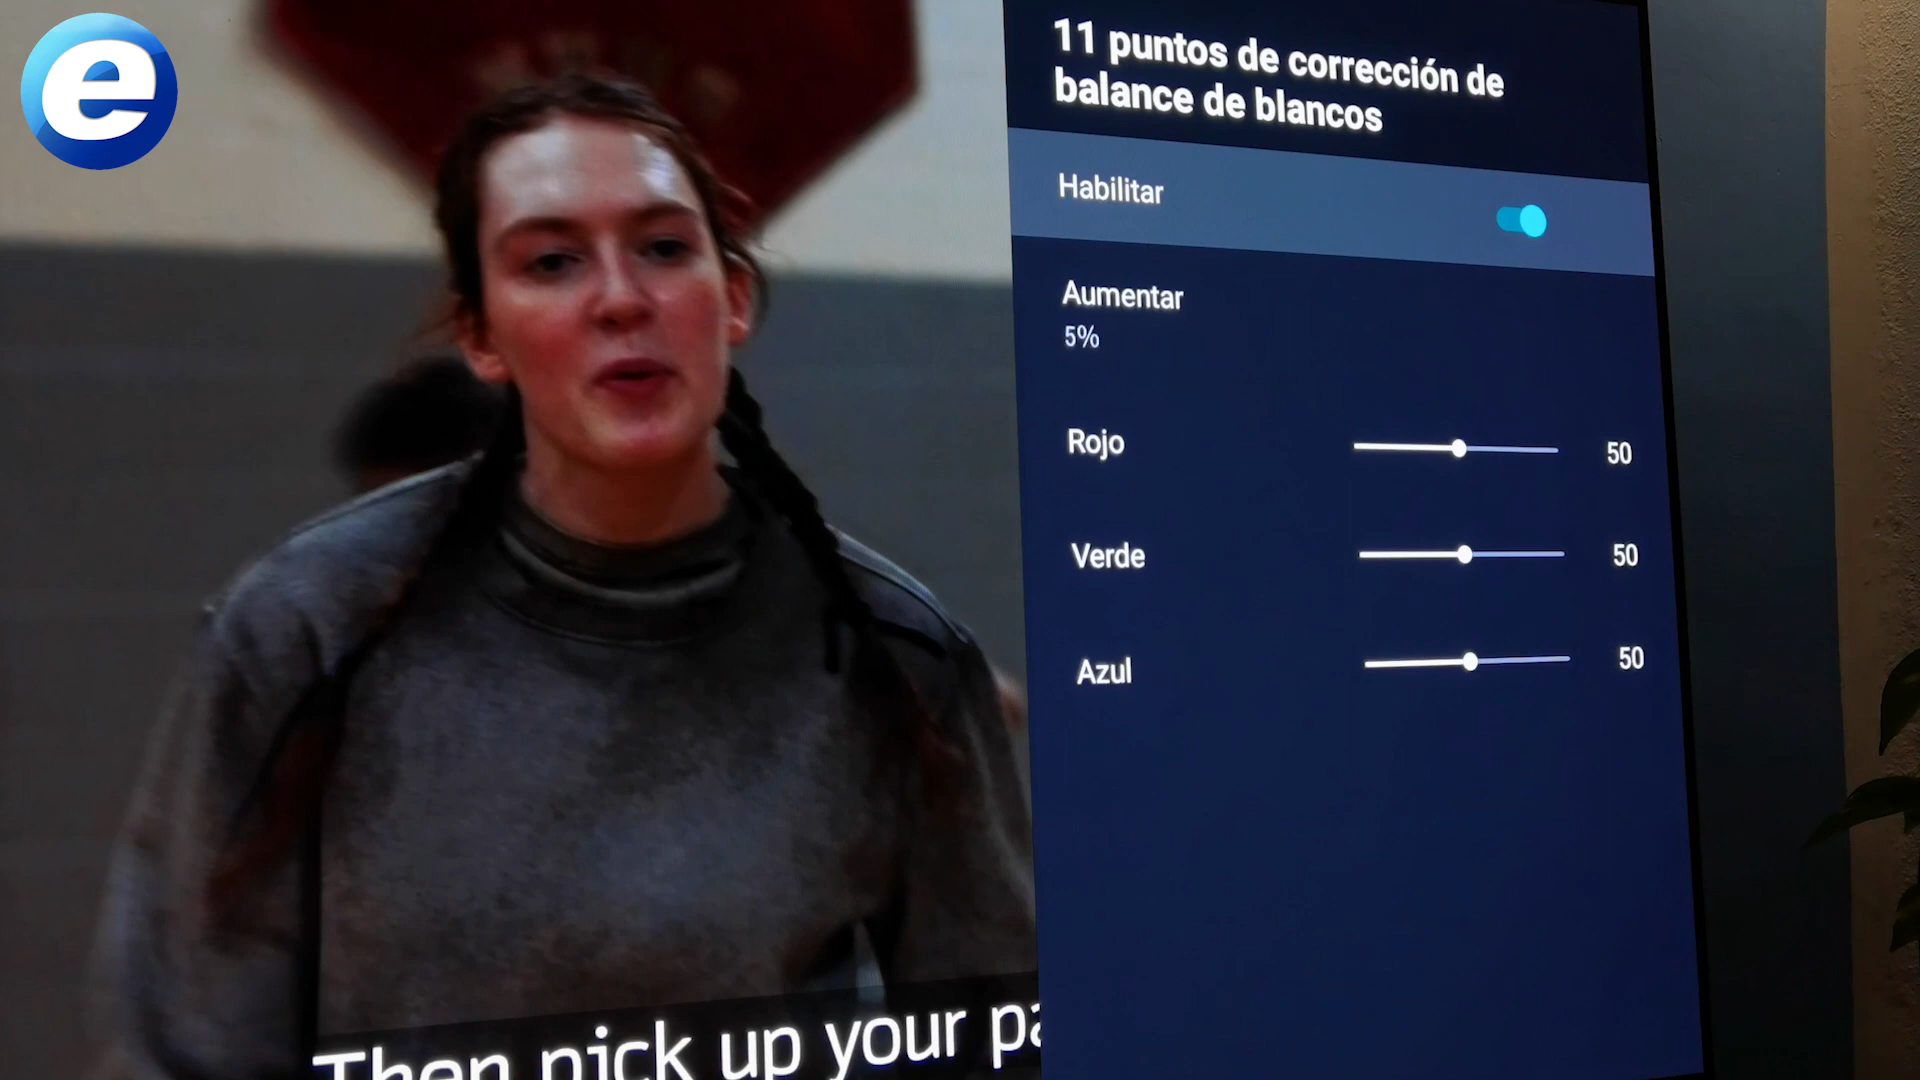 e
11 puntos de corrección de
balance de blancos
Habilitar
Aumentar
5%
Rojo 50
Verde 50
Azul 50
Then pick up your pa